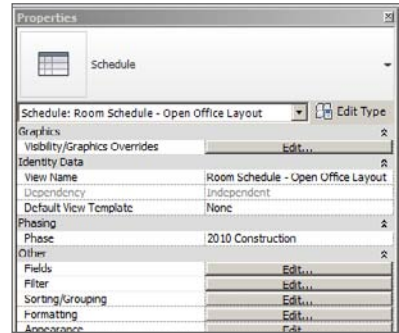 Properties
Schedule
Schedule: Room Schedule - Open Office Layout Edit Type
Graphics
Visibility/Graphics Overrides Edit...
Identity Data
View Name Room Schedule - Open Office Layout
Dependency Independent
Default View Template None
Phasing
Phase 2010 Construction
Other
Fields Edit...
Filter Edit...
Sorting/Grouping Edit...
Formatting Edit...
Appearance Edit...